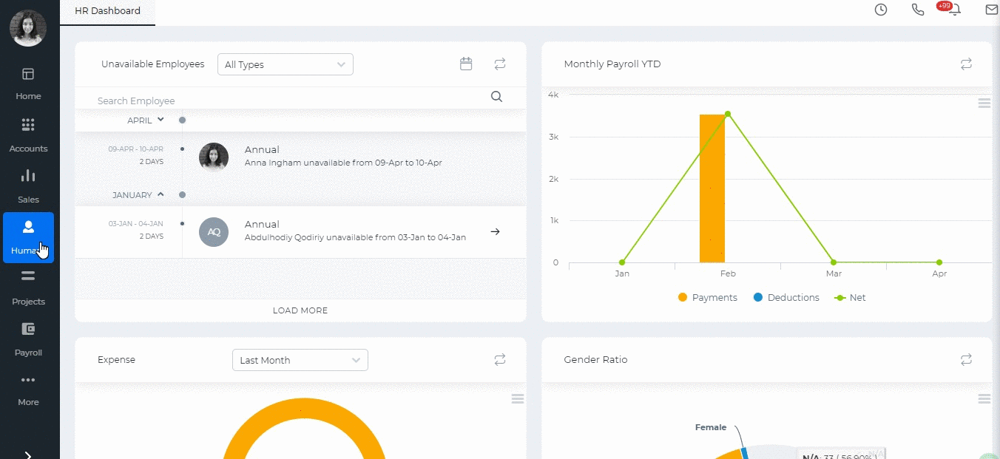 HR Dashboard
+99
Home
Accounts
Sales
Projects
Payroll
More
Unavailable Employees
All Types
Search Employee
APRIL
09-APR - 10-APR
2 DAYS
Annual
Anna Ingham unavailable from 09-Apr to 10-Apr
JANUARY
03-JAN - 04-JAN
2 DAYS
AQ
Annual
Abdulhodiy Qodiriy unavailable from 03-Jan to 04-Jan
LOAD MORE
Monthly Payroll YTD
4k
3k
2k
1k
0
Jan Feb Mar Apr
Payments Deductions Net
Expense
Last Month
Gender Ratio
Female
N/A: 33 ( 56.90% )
N/A